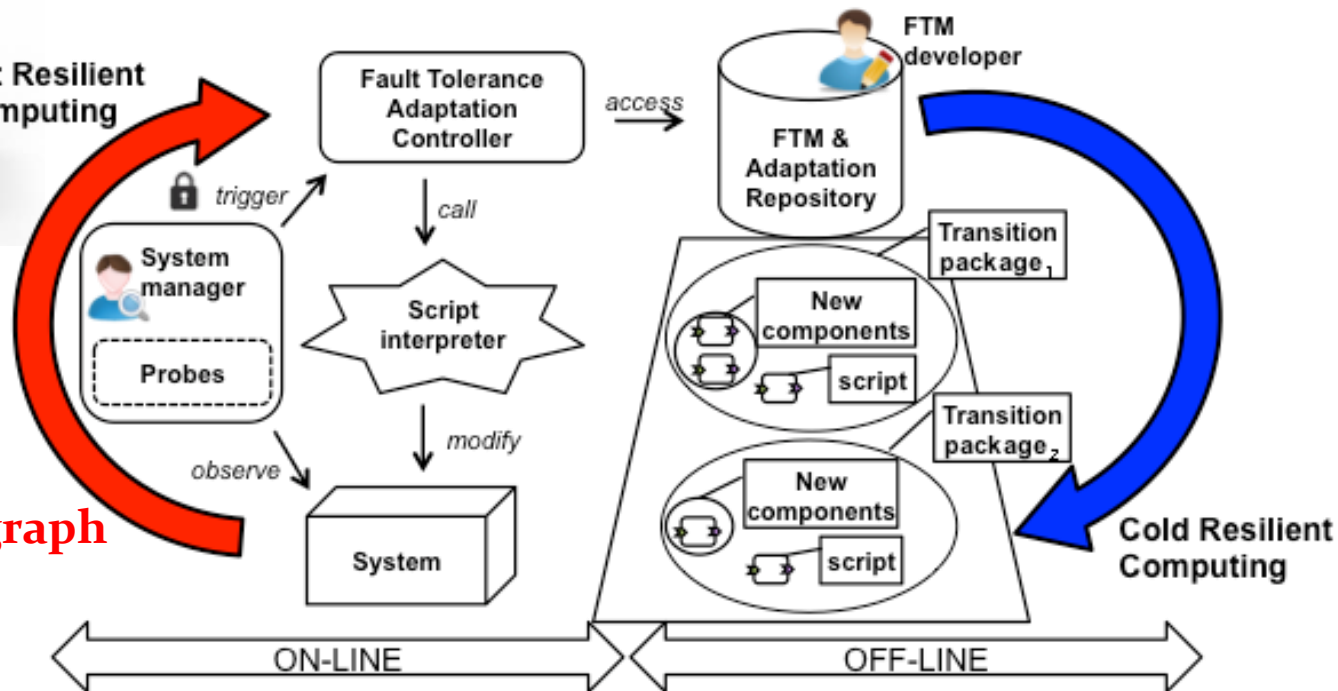 Resilient
FTM
developer
Fault Tolerance
Adaptation
Controller
access
FTM &
Adaptation
Repository
trigger
call
System
manager
Probes
Script
interpreter
observe
modify
System
Transition
package1
New
components
script
Transition
package2
New
components
script
Cold Resilient
Computing
ON-LINE
OFF-LINE